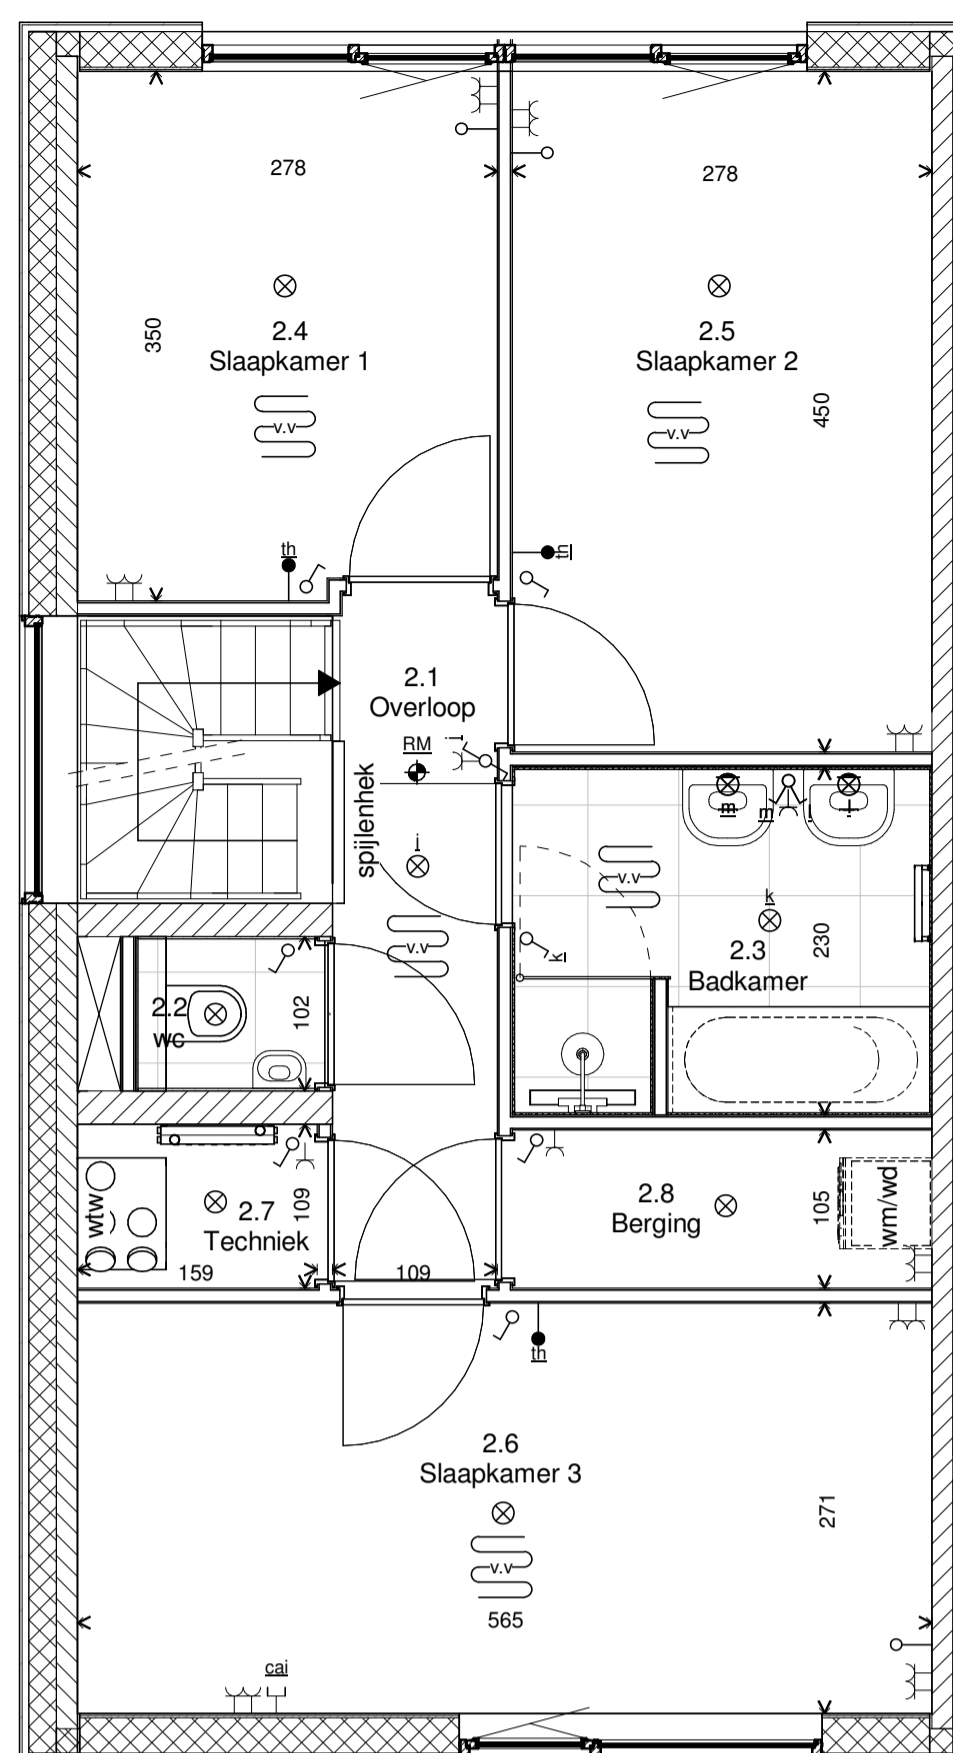 278
278
350
2.4
Slaapkamer 1
2.5
Slaapkamer 2
450
v.v
v.v
th
th
2.1
Overloop
RM
j
spijlenhek
j
m
m
l
l
v.v
k
k
2.3
Badkamer
230
v.v
2.2
wc
102
wtw
2.7
Techniek
109
159
109
2.8
Berging
105
wm/wd
th
2.6
Slaapkamer 3
271
v.v
565
cai